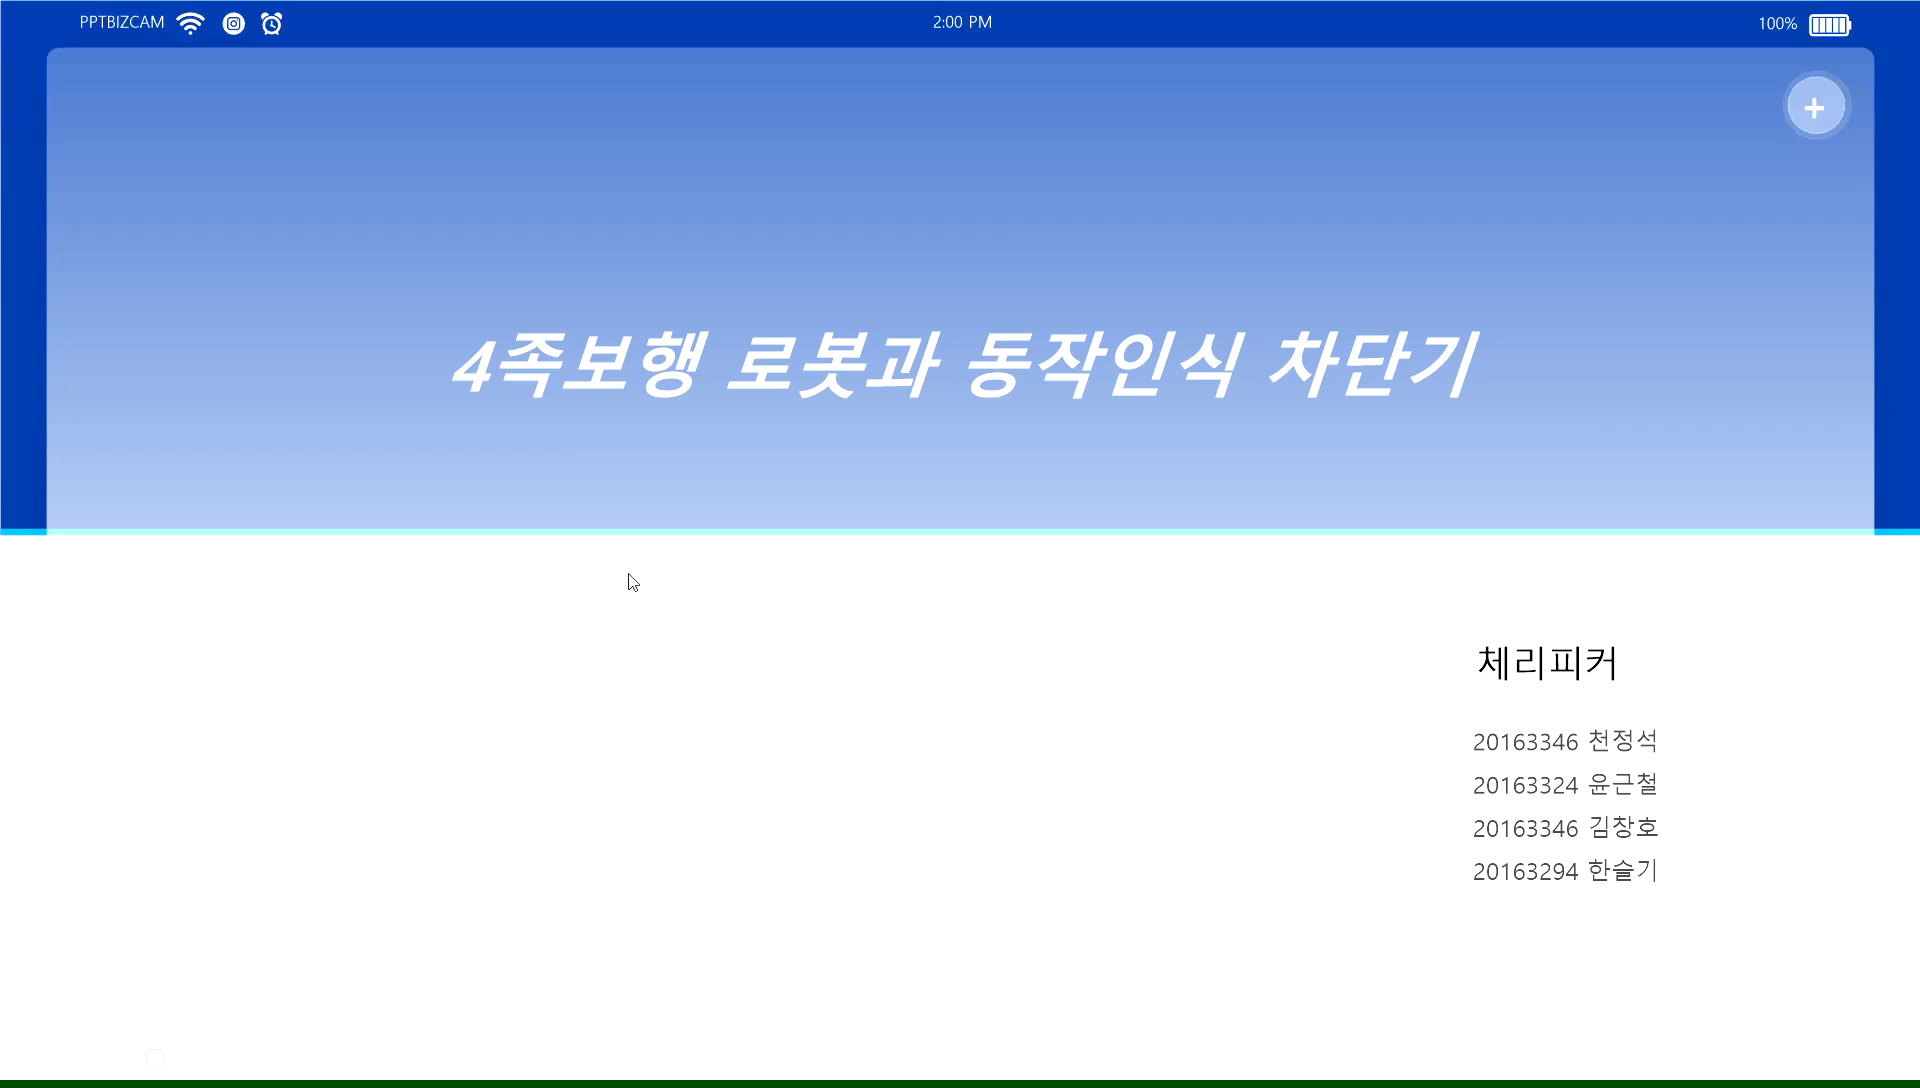 PPTBIZCAM
2:00 PM
100%
4족보행 로봇과 동작인식 차단기
체리피커
20163346 천정석
20163324 윤근철
20163346 김창호
20163294 한슬기